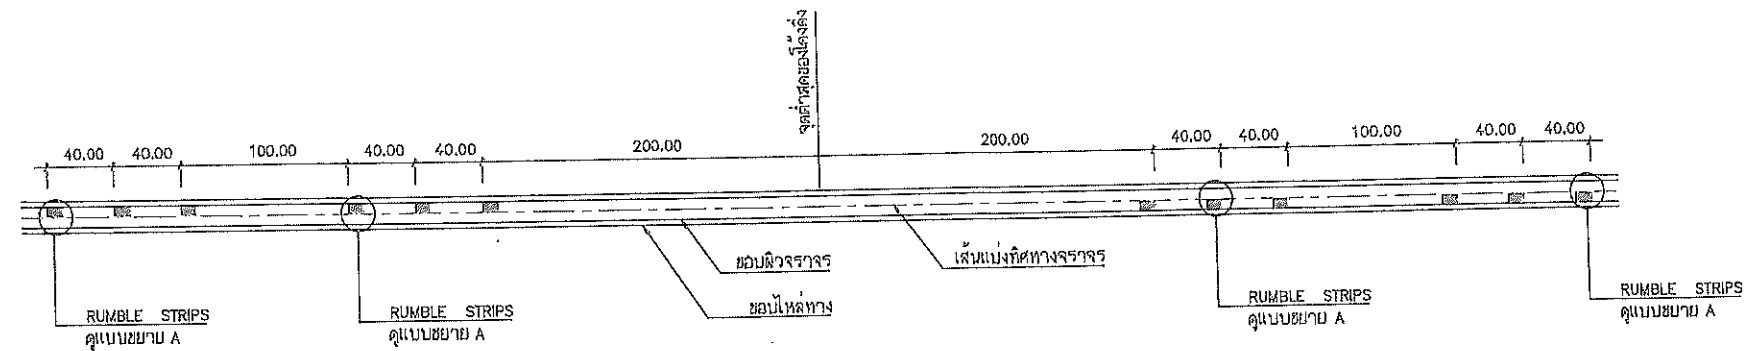 จุดต่ำสุดของโค้งดิ่ง
40.00 40.00 100.00 40.00 40.00 200.00 200.00 40.00 40.00 100.00 40.00 40.00
ขอบผิวจราจร
เส้นแบ่งทิศทางจราจร
ขอบไหล่ทาง
RUMBLE STRIPS
ดูแบบขยาย A
RUMBLE STRIPS
ดูแบบขยาย A
RUMBLE STRIPS
ดูแบบขยาย A
RUMBLE STRIPS
ดูแบบขยาย A